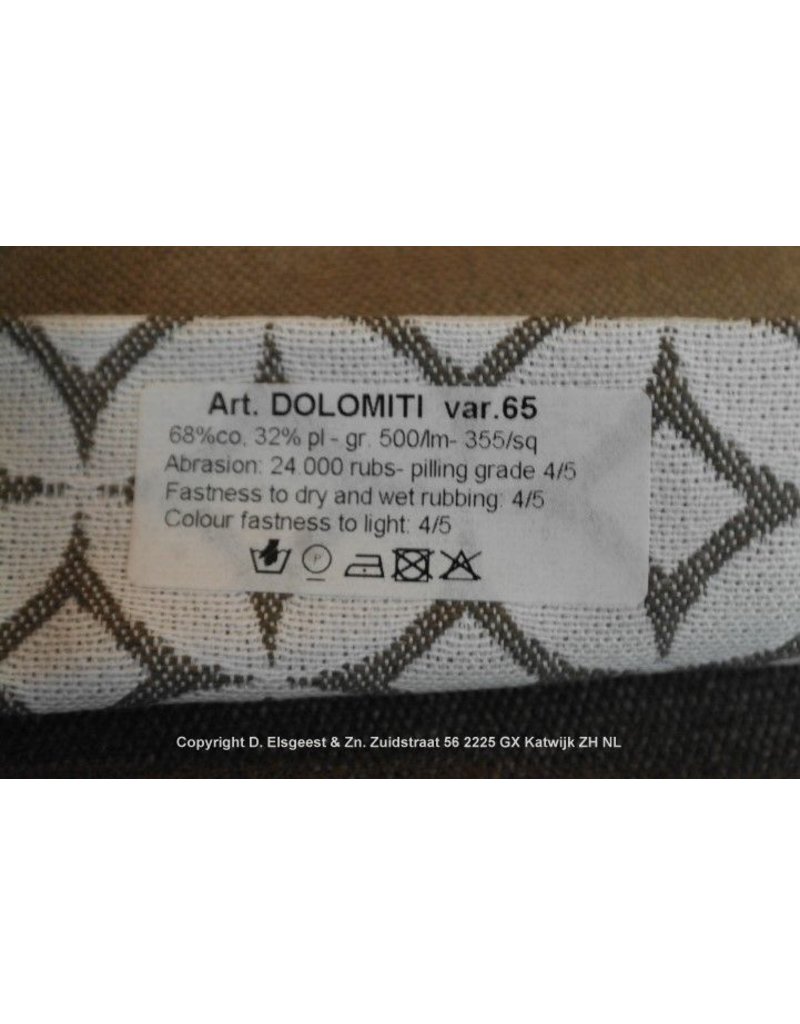 Art. DOLOMITI var.65
68%co, 32% pl - gr. 500/lm- 355/sq
Abrasion: 24.000 rubs- pilling grade 4/5
Fastness to dry and wet rubbing: 4/5
Colour fastness to light: 4/5
P
Copyright D. Elsgeest & Zn. Zuidstraat 56 2225 GX Katwijk ZH NL